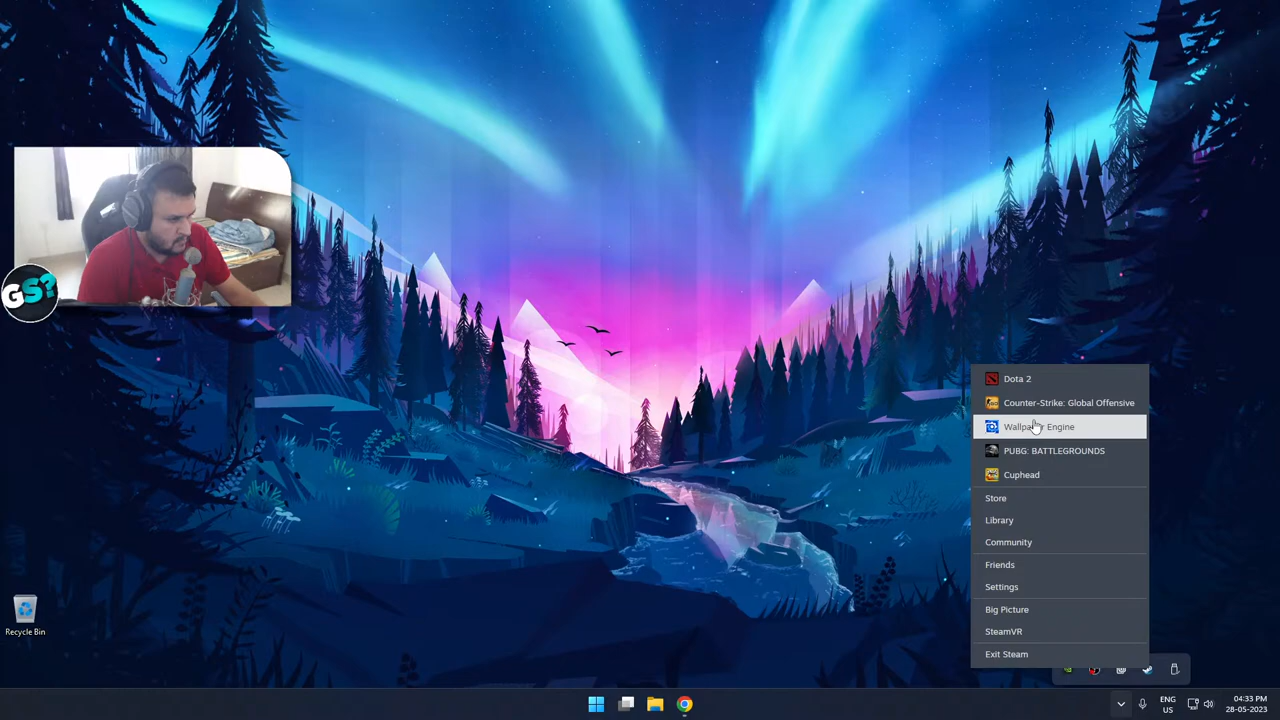 GS?
Dota 2
Counter-Strike: Global Offensive
Wallpaper Engine
PUBG: BATTLEGROUNDS
Cuphead
Store
Library
Community
Friends
Settings
Big Picture
SteamVR
Exit Steam
Recycle Bin
ENG
US
04:33 PM
28-05-2023